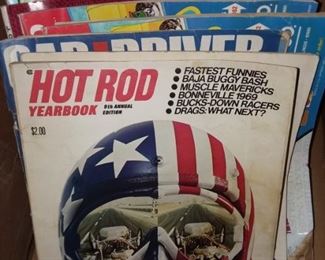 CAR AND DRIVER
HOT ROD
YEARBOOK
9th ANNUAL
EDITION
$2.00
• FASTEST FUNNIES
• BAJA BUGGY BASH
• MUSCLE MAVERICKS
• BONNEVILLE 1969
• BUCKS-DOWN RACERS
• DRAGS: WHAT NEXT?